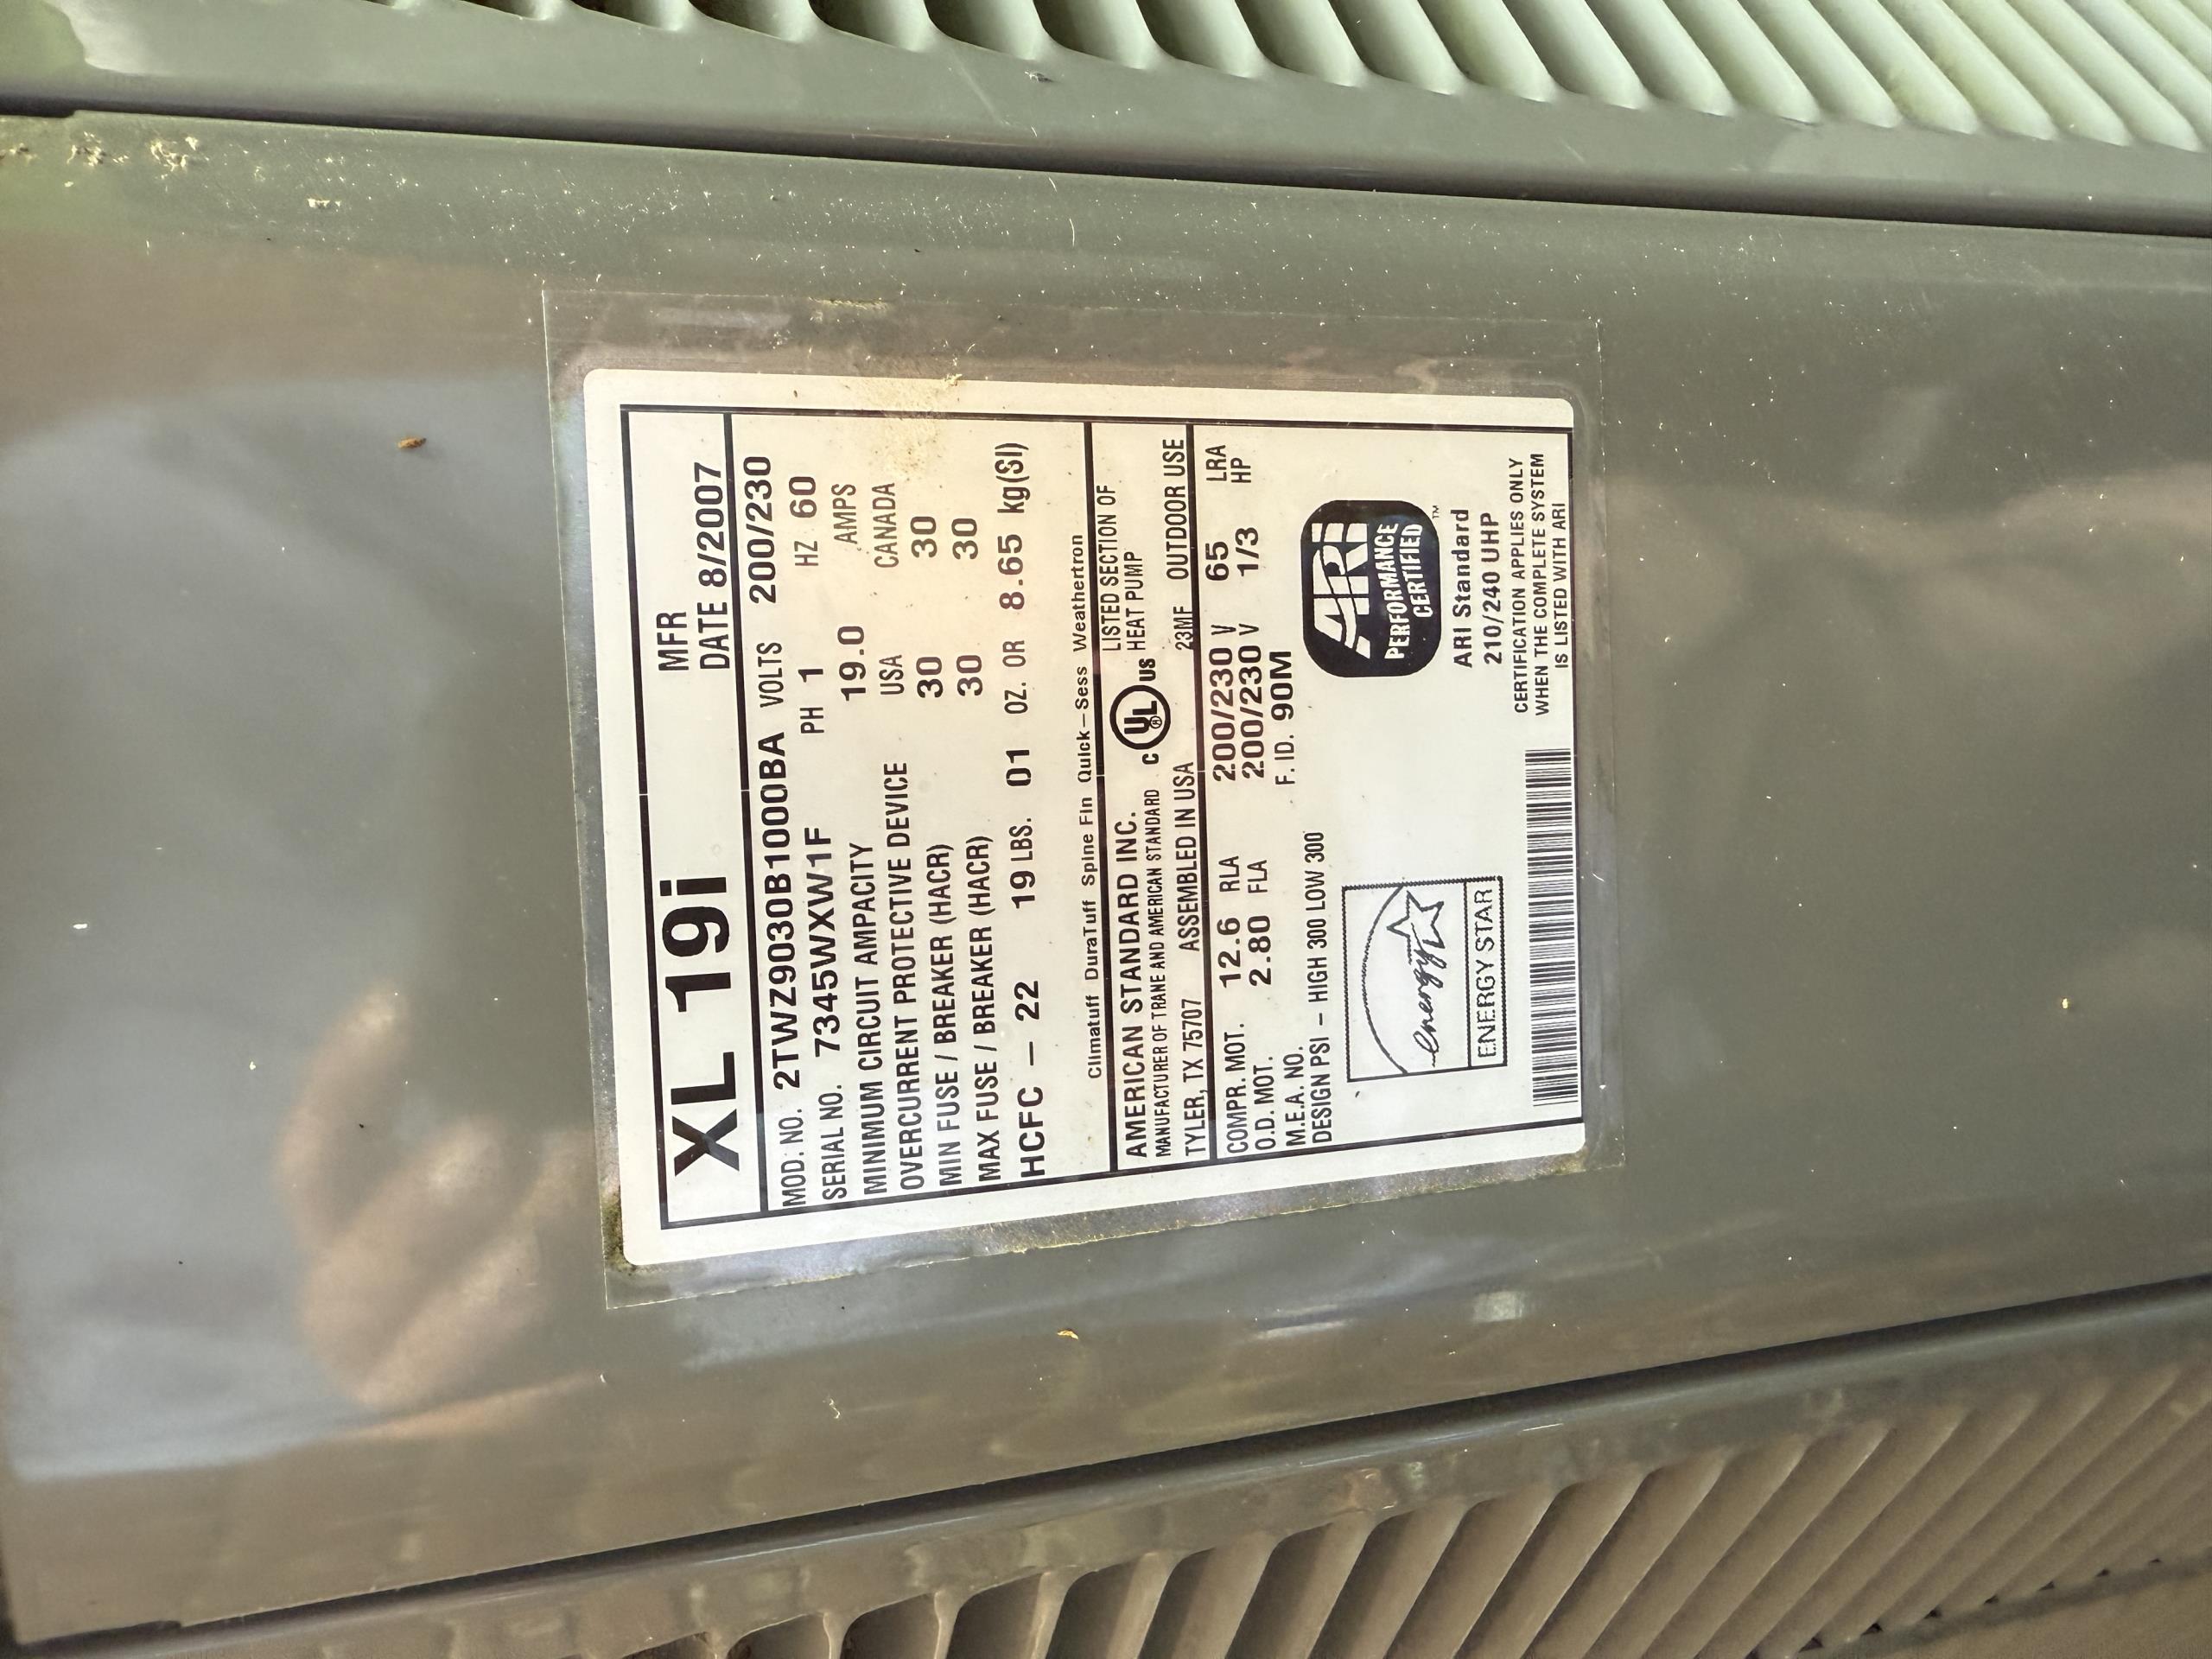 XL 19i
MFR
DATE 8/2007
MOD. NO. 2TWZ9030B1000BA VOLTS 200/230
SERIAL NO. 7345WXW1F PH 1 HZ 60
MINIMUM CIRCUIT AMPACITY 19.0 AMPS
OVERCURRENT PROTECTIVE DEVICE USA CANADA
MIN FUSE / BREAKER (HACR) 30 30
MAX FUSE / BREAKER (HACR) 30 30
HCFC – 22 19 LBS. 01 OZ. OR 8.65 kg(SI)
Climatuff DuraTuff Spine Fin Quick–Sess Weathertron
AMERICAN STANDARD INC.
MANUFACTURER OF TRANE AND AMERICAN STANDARD
TYLER, TX 75707 ASSEMBLED IN USA
C UL ® US
LISTED SECTION OF
HEAT PUMP
23MF OUTDOOR USE
COMPR. MOT. 12.6 RLA 200/230 V 65 LRA
O.D. MOT. 2.80 FLA 200/230 V 1/3 HP
M.E.A. NO. F. ID. 90M
DESIGN PSI – HIGH 300 LOW 300
energy
ENERGY STAR
ARI
PERFORMANCE
CERTIFIED ™
ARI Standard
210/240 UHP
CERTIFICATION APPLIES ONLY
WHEN THE COMPLETE SYSTEM
IS LISTED WITH ARI